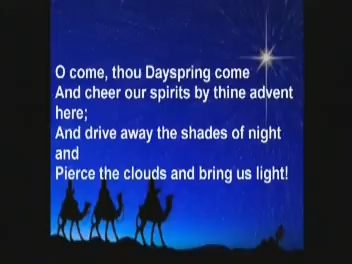 O come, thou Dayspring come
And cheer our spirits by thine advent
here;
And drive away the shades of night
and
Pierce the clouds and bring us light!